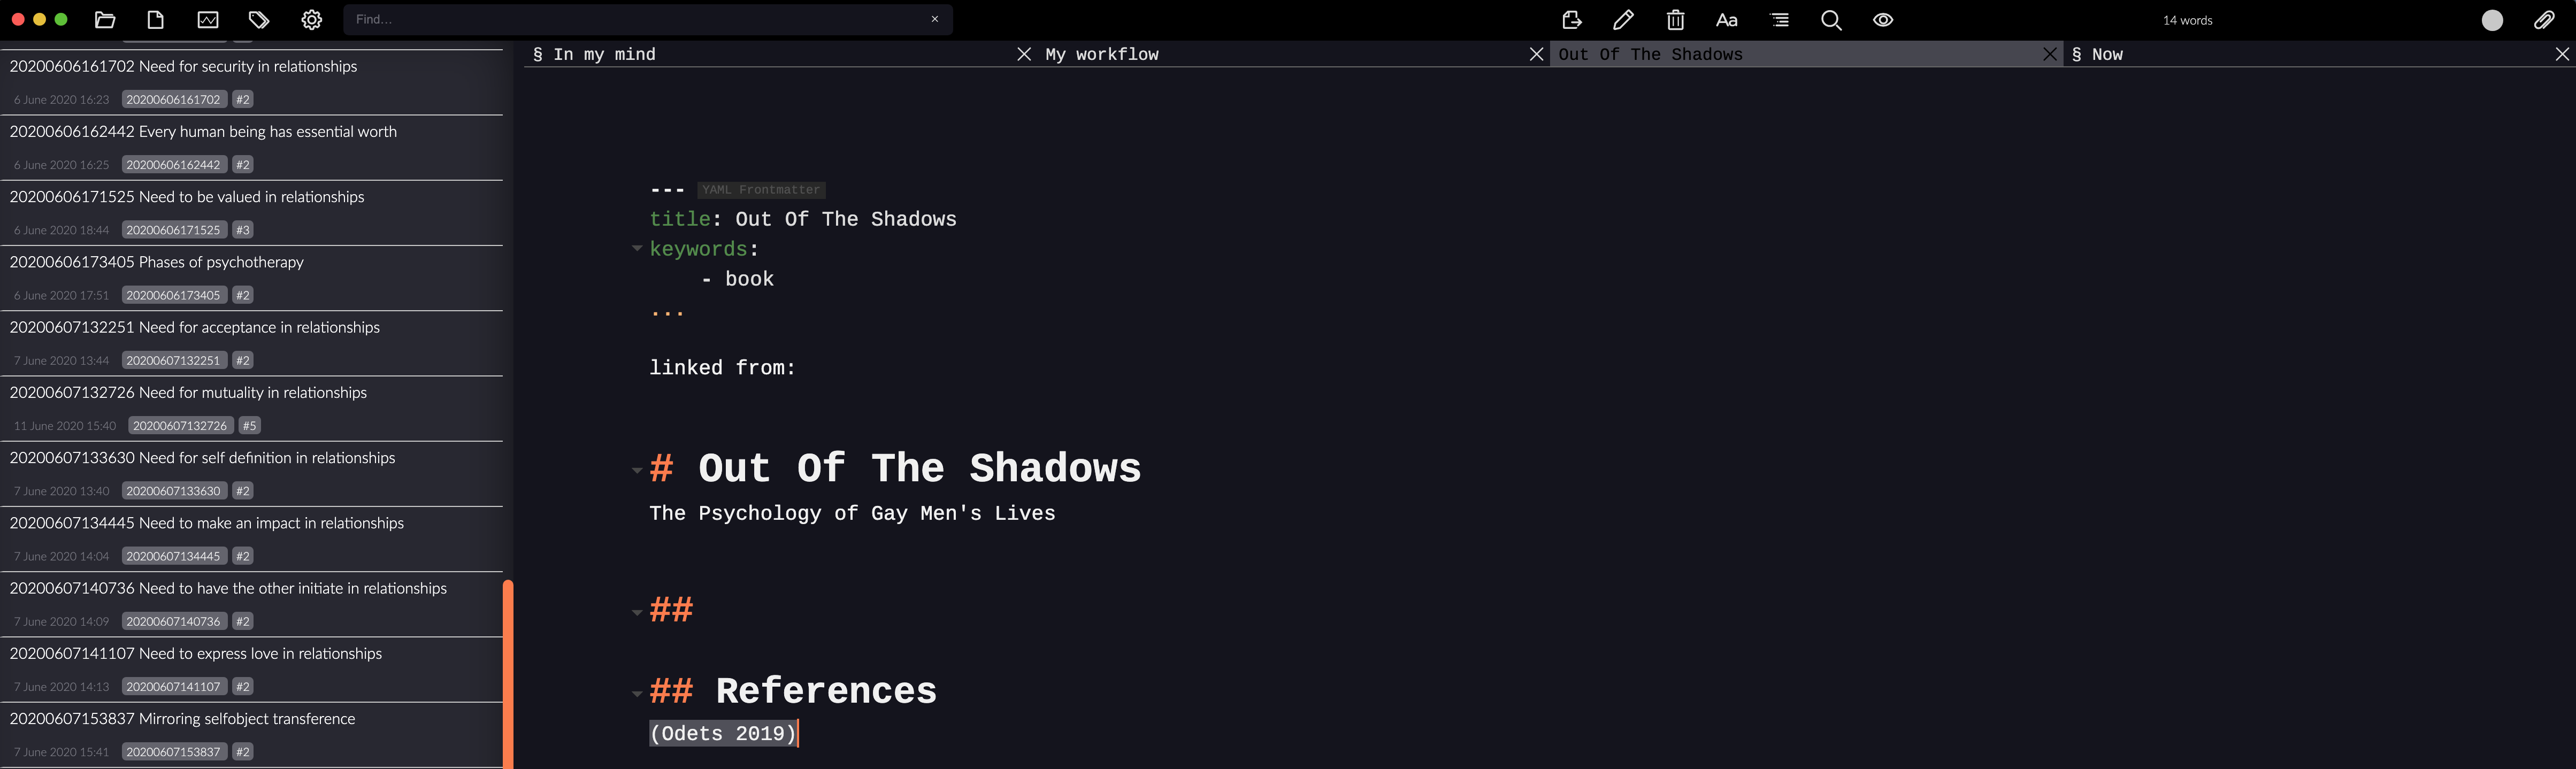 Find...
Aa
14 words
20200606161702 Need for security in relationships
6 June 2020 16:23 20200606161702 #2
20200606162442 Every human being has essential worth
6 June 2020 16:25 20200606162442 #2
20200606171525 Need to be valued in relationships
6 June 2020 18:44 20200606171525 #3
20200606173405 Phases of psychotherapy
6 June 2020 17:51 20200606173405 #2
20200607132251 Need for acceptance in relationships
7 June 2020 13:44 20200607132251 #2
20200607132726 Need for mutuality in relationships
11 June 2020 15:40 20200607132726 #5
20200607133630 Need for self definition in relationships
7 June 2020 13:40 20200607133630 #2
20200607134445 Need to make an impact in relationships
7 June 2020 14:04 20200607134445 #2
20200607140736 Need to have the other initiate in relationships
7 June 2020 14:09 20200607140736 #2
20200607141107 Need to express love in relationships
7 June 2020 14:13 20200607141107 #2
20200607153837 Mirroring selfobject transference
7 June 2020 15:41 20200607153837 #2
§ In my mind
My workflow
Out Of The Shadows
§ Now
--- YAML Frontmatter
title: Out Of The Shadows
keywords:
- book
...
linked from:
# Out Of The Shadows
The Psychology of Gay Men's Lives
##
## References
(Odets 2019)